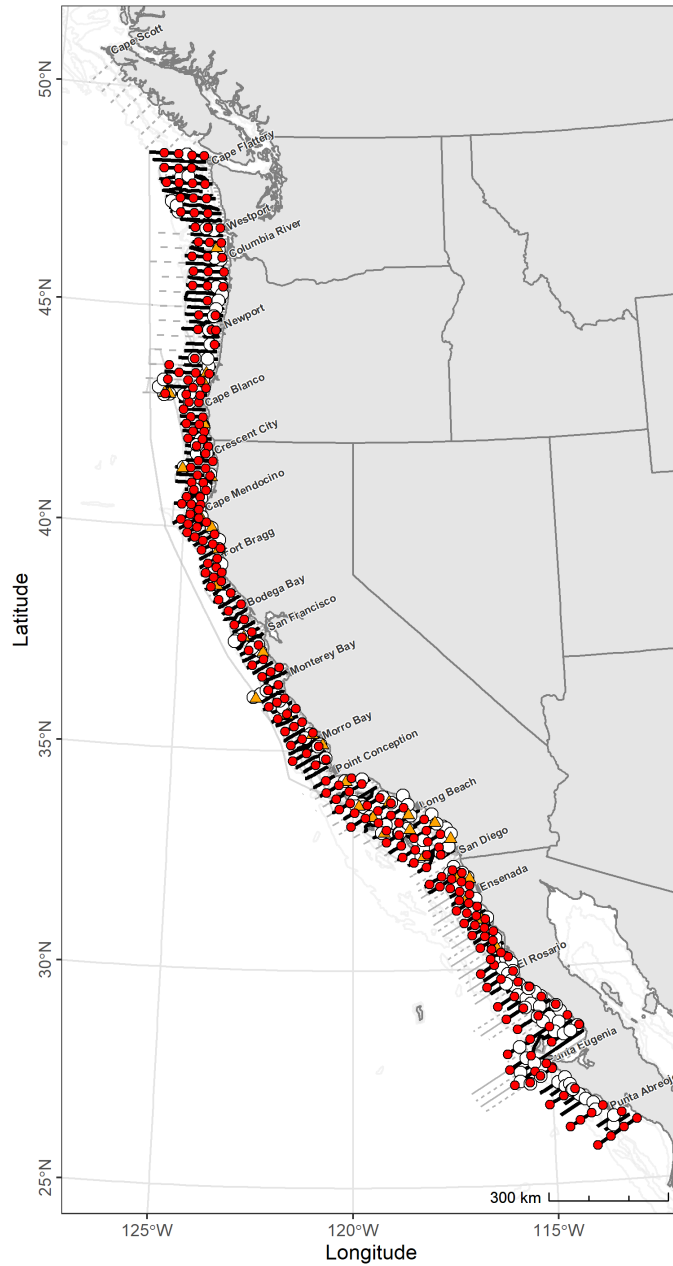 Cape Scott
50°N
Cape Flattery
Westport
Columbia River
45°N
Newport
Cape Blanco
Crescent City
Cape Mendocino
40°N
Fort Bragg
Bodega Bay
San Francisco
Latitude
Monterey Bay
35°N
Morro Bay
Point Conception
Long Beach
San Diego
Ensenada
30°N
El Rosario
Eugenia
Punta Abreojos
25°N
300 km
125°W
120°W
115°W
Longitude